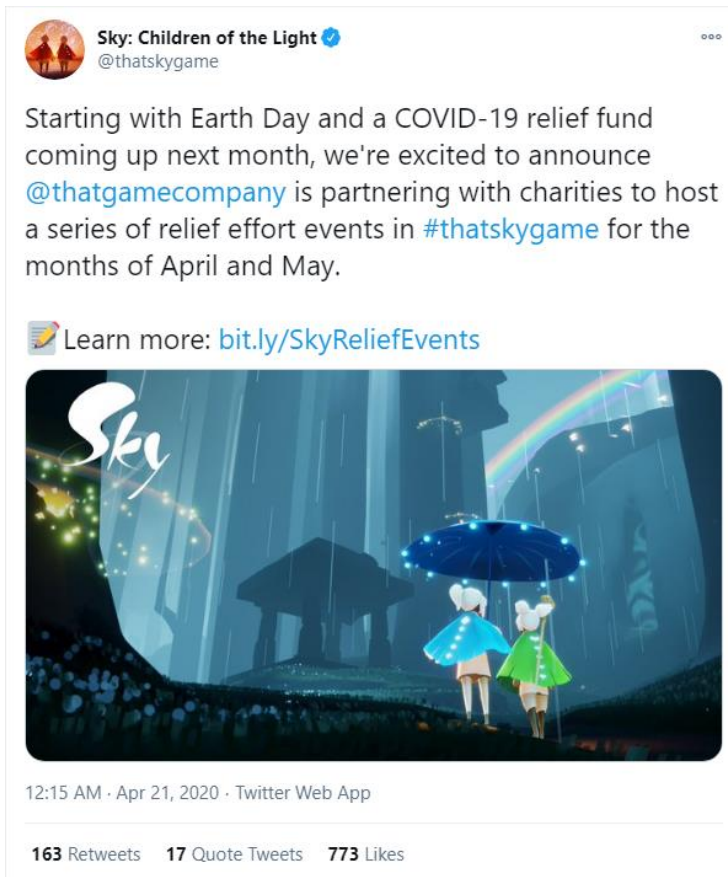 Sky: Children of the Light
@thatskygame
Starting with Earth Day and a COVID-19 relief fund
coming up next month, we're excited to announce
@thatgamecompany is partnering with charities to host
a series of relief effort events in #thatskygame for the
months of April and May.
Learn more: bit.ly/SkyReliefEvents
Sky
12:15 AM · Apr 21, 2020 · Twitter Web App
163 Retweets 17 Quote Tweets 773 Likes